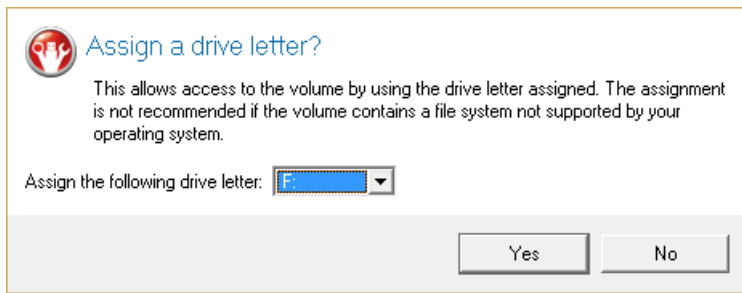 Assign a drive letter?
This allows access to the volume by using the drive letter assigned. The assignment
is not recommended if the volume contains a file system not supported by your
operating system.
Assign the following drive letter: F:
Yes No